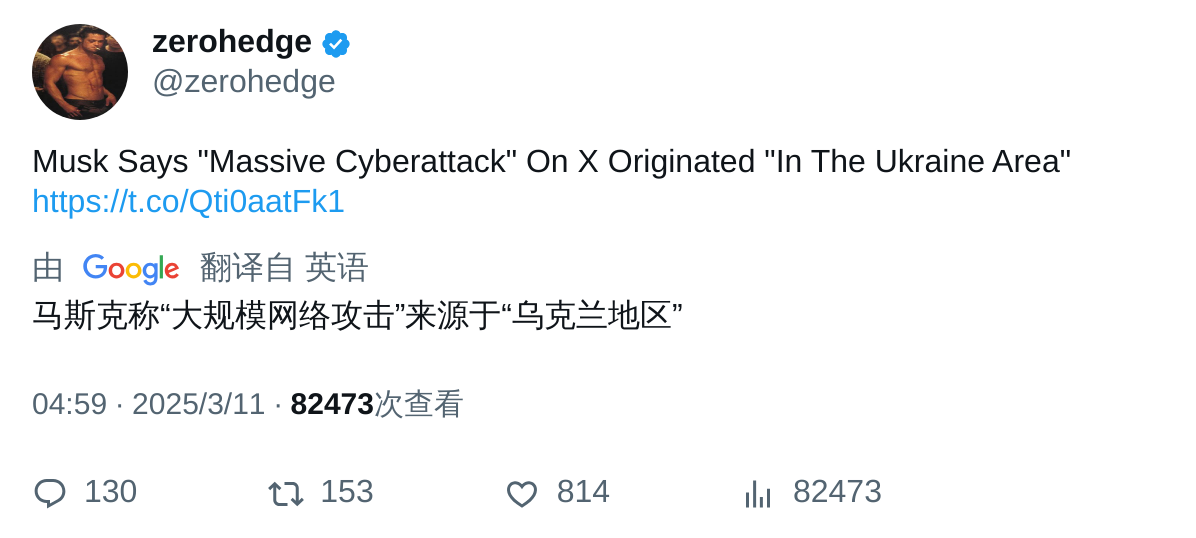 zerohedge
@zerohedge
Musk Says "Massive Cyberattack" On X Originated "In The Ukraine Area"
https://t.co/Qti0aatFk1
由 Google 翻译自 英语
马斯克称“大规模网络攻击”来源于“乌克兰地区”
04:59 · 2025/3/11 · 82473次查看
130 153 814 82473